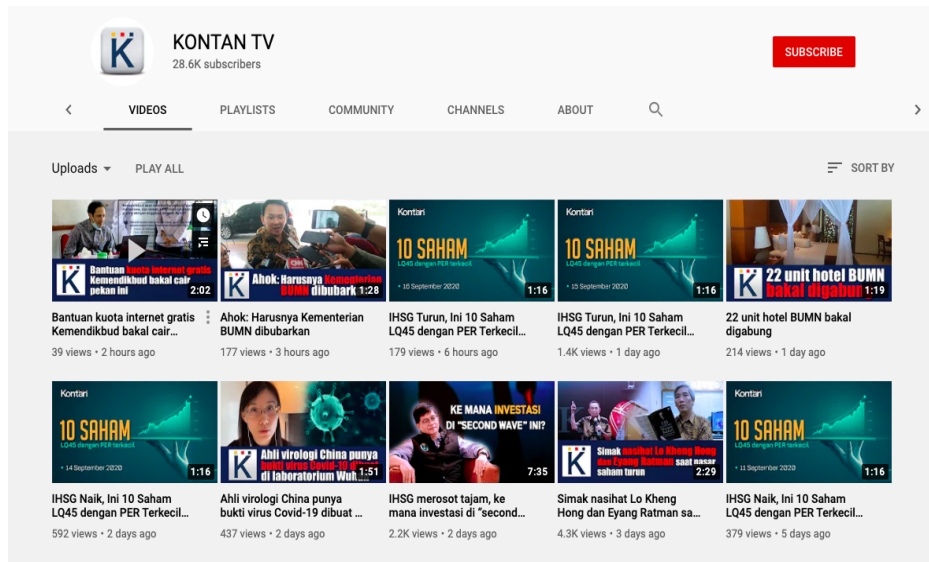 KONTAN TV
28.6K subscribers
SUBSCRIBE
VIDEOS PLAYLISTS COMMUNITY CHANNELS ABOUT
Uploads PLAY ALL SORT BY
K
Bantuan kuota internet gratis
Kemendikbud bakal cair
pekan ini
2:02
Bantuan kuota internet gratis
Kemendikbud bakal cair...
39 views • 2 hours ago
K
Ahok: Harusnya Kementerian
BUMN dibubark
1:28
Ahok: Harusnya Kementerian
BUMN dibubarkan
177 views • 3 hours ago
Kontan
10 SAHAM
LQ45 dengan PER terkecil
• 16 September 2020
1:16
IHSG Turun, Ini 10 Saham
LQ45 dengan PER Terkecil...
179 views • 6 hours ago
Kontan
10 SAHAM
LQ45 dengan PER terkecil
• 15 September 2020
1:16
IHSG Turun, Ini 10 Saham
LQ45 dengan PER Terkecil...
1.4K views • 1 day ago
K
22 unit hotel BUMN
bakal digabung
1:19
22 unit hotel BUMN bakal
digabung
214 views • 1 day ago
Kontan
10 SAHAM
LQ45 dengan PER terkecil
• 14 September 2020
1:16
IHSG Naik, Ini 10 Saham
LQ45 dengan PER Terkecil...
592 views • 2 days ago
K
Ahli virologi China punya
bukti virus Covid-19 di
di laboratorium Wuh
1:51
Ahli virologi China punya
bukti virus Covid-19 dibuat ...
437 views • 2 days ago
KE MANA INVESTASI
DI "SECOND WAVE" INI?
7:35
IHSG merosot tajam, ke
mana investasi di “second...
2.2K views • 2 days ago
K
Simak nasihat Lo Kheng Hong
dan Eyang Ratman saat pasar
saham turun
2:29
Simak nasihat Lo Kheng
Hong dan Eyang Ratman sa...
4.3K views • 3 days ago
Kontan
10 SAHAM
LQ45 dengan PER terkecil
• 11 September 2020
1:16
IHSG Naik, Ini 10 Saham
LQ45 dengan PER Terkecil...
379 views • 5 days ago